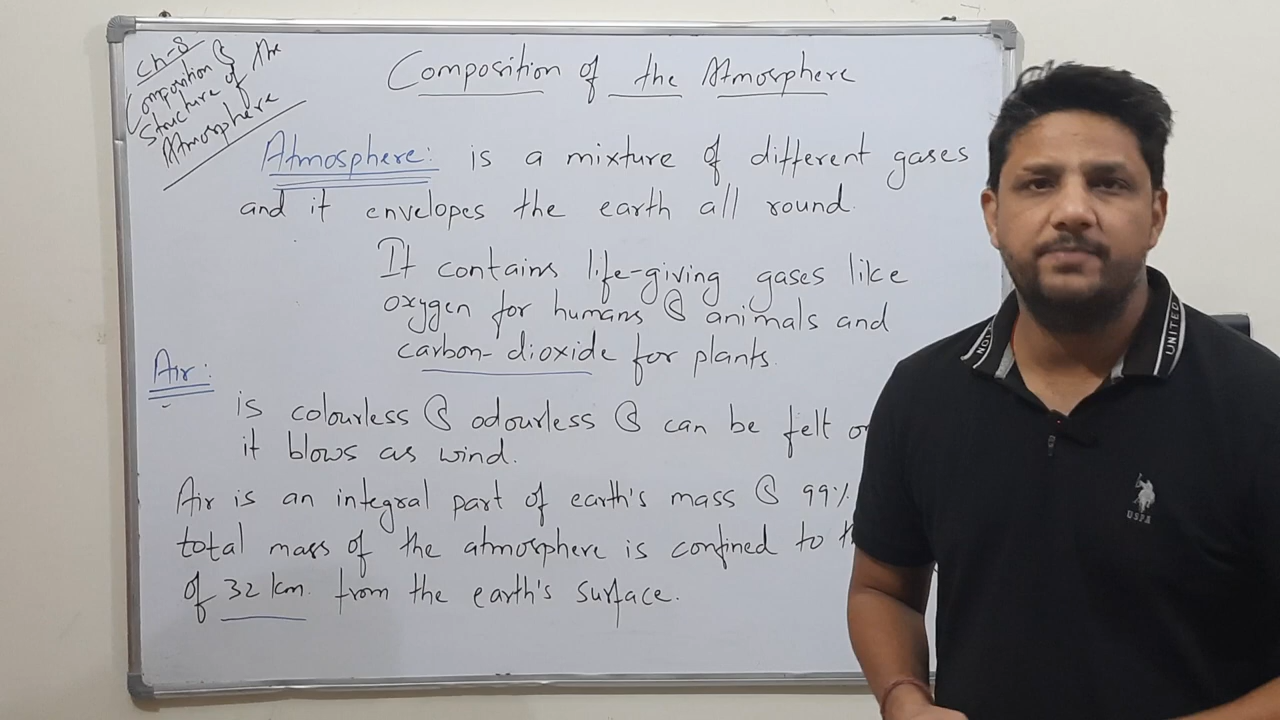 Ch-8
Composition &
Structure of the
Atmosphere
Composition of the Atmosphere
Atmosphere: is a mixture of different gases
and it envelopes the earth all round.
It contains life-giving gases like
oxygen for humans & animals and
carbon-dioxide for plants.
Air:
is colourless & odourless & can be felt
it blows as wind.
Air is an integral part of earth's mass & 99%
total mass of the atmosphere is confined to
of 32 km. from the earth's surface.
UNITED
USPA